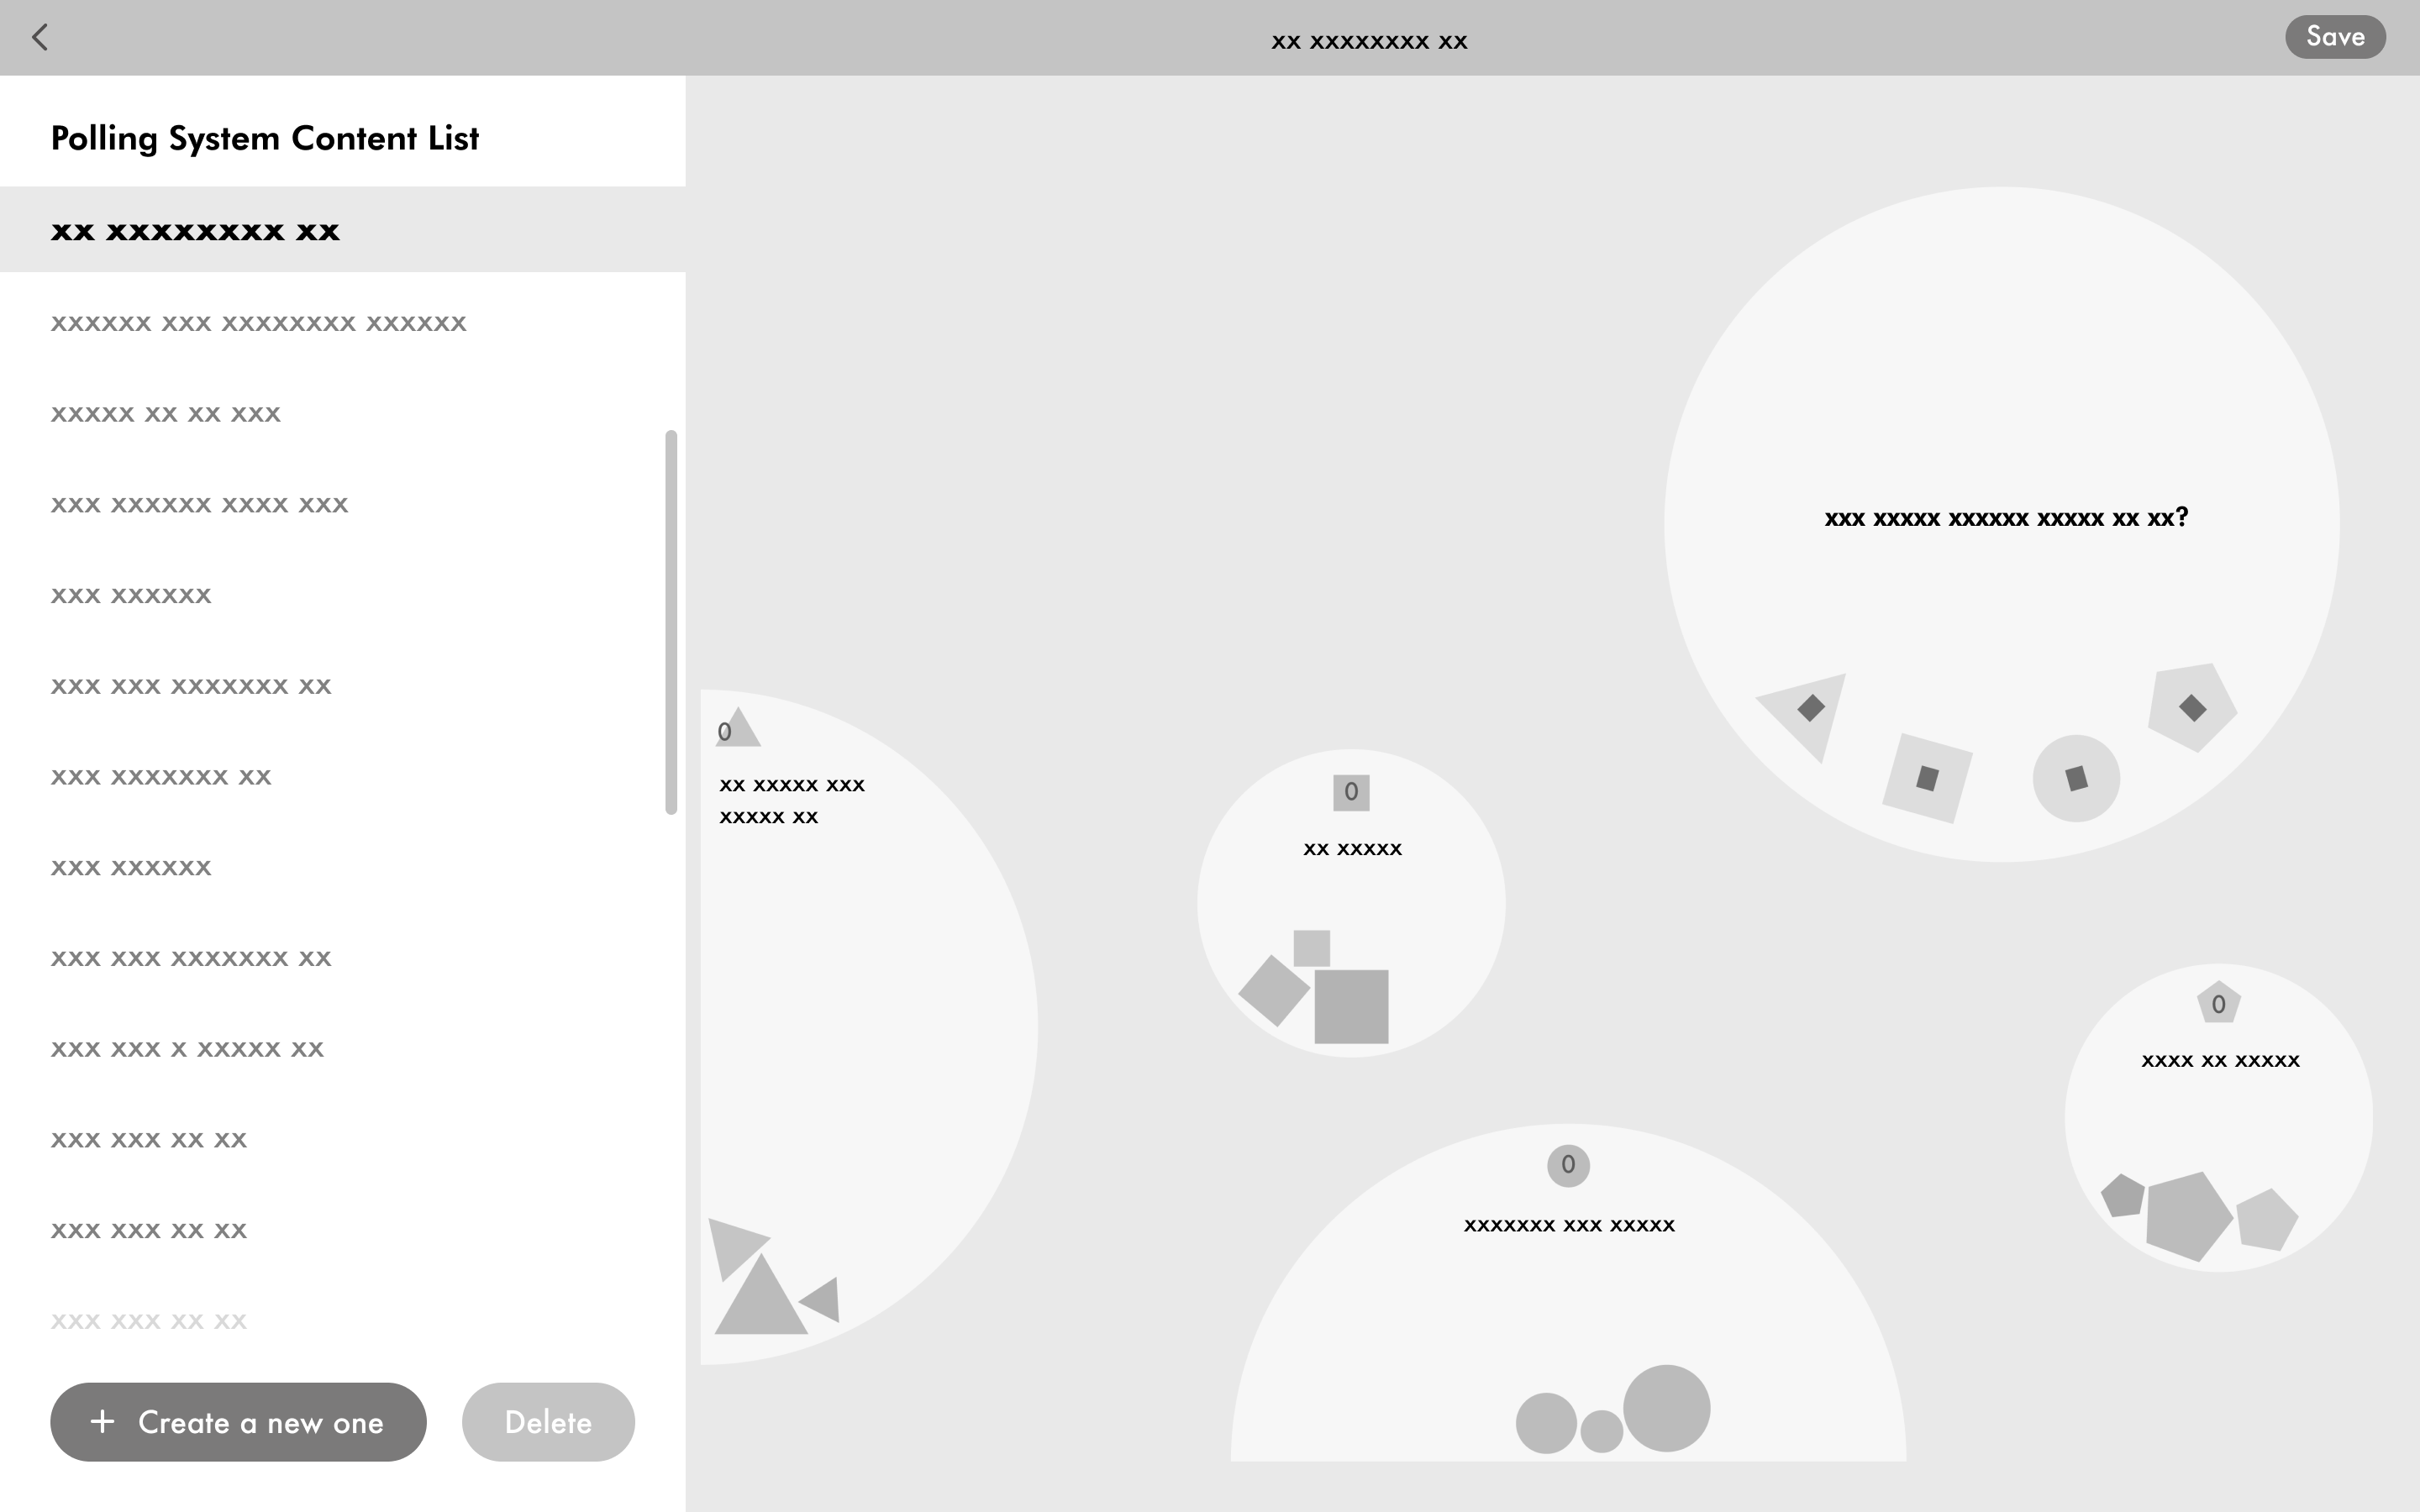 xx xxxxxxxx xx
Save
Polling System Content List
xx xxxxxxxx xx
xxxxxx xxx xxxxxxxx xxxxxx
xxxxx xx xx xxx
xxx xxxxxx xxxx xxx
xxx xxxxxx
xxx xxx xxxxxxx xx
xxx xxxxxxx xx
xxx xxxxxx
xxx xxx xxxxxxx xx
xxx xxx x xxxxx xx
xxx xxx xx xx
xxx xxx xx xx
xxx xxx xx xx
+ Create a new one
Delete
xxx xxxxx xxxxxx xxxxx xx xx?
0
xx xxxxx xxx
xxxxx xx
0
xx xxxxx
0
xxxx xx xxxxx
0
xxxxxxx xxx xxxxx